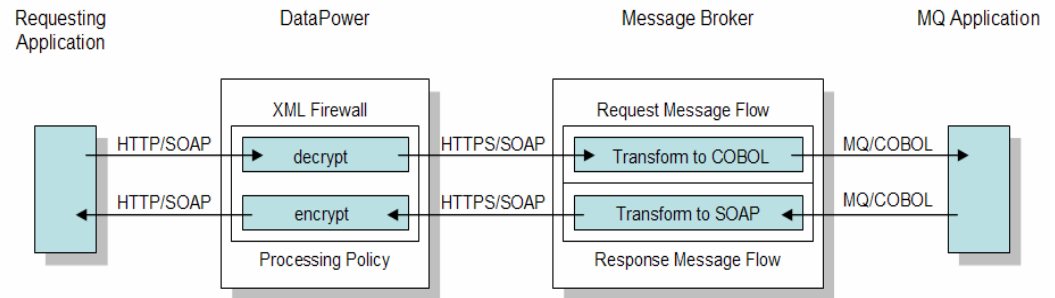 Requesting
Application
DataPower
Message Broker
MQ Application
XML Firewall
Request Message Flow
HTTP/SOAP
decrypt
HTTPS/SOAP
Transform to COBOL
MQ/COBOL
HTTP/SOAP
encrypt
HTTPS/SOAP
Transform to SOAP
MQ/COBOL
Processing Policy
Response Message Flow